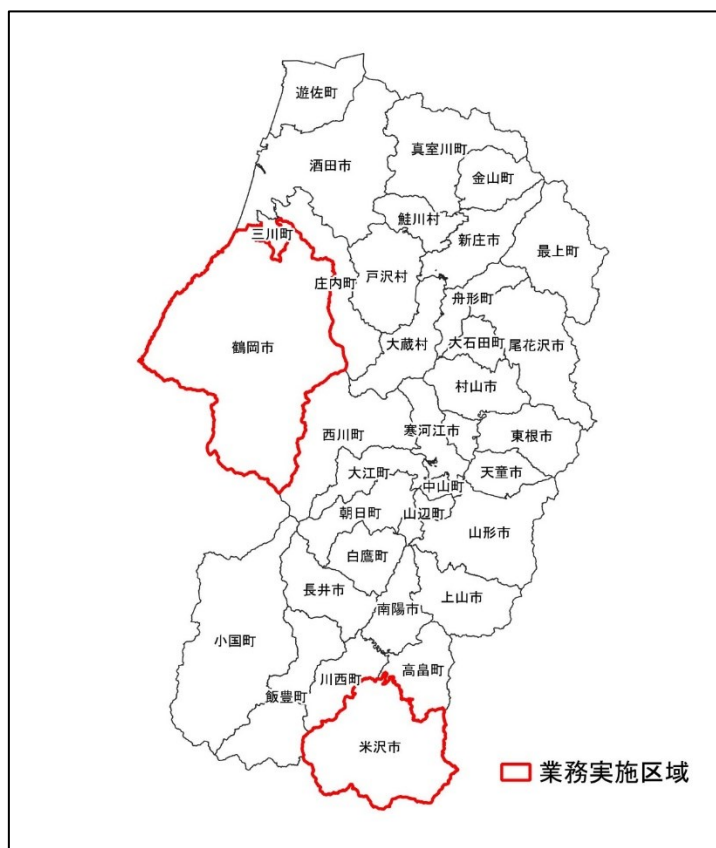 遊佐町
真室川町
酒田市
金山町
鮭川村
三川町
新庄市
最上町
庄内町
戸沢村
舟形町
鶴岡市
大蔵村
大石田町
尾花沢市
村山市
西川町
寒河江市
東根市
大江町
天童市
中山町
朝日町
山辺町
山形市
白鷹町
長井市
上山市
南陽市
小国町
高畠町
川西町
飯豊町
米沢市
業務実施区域